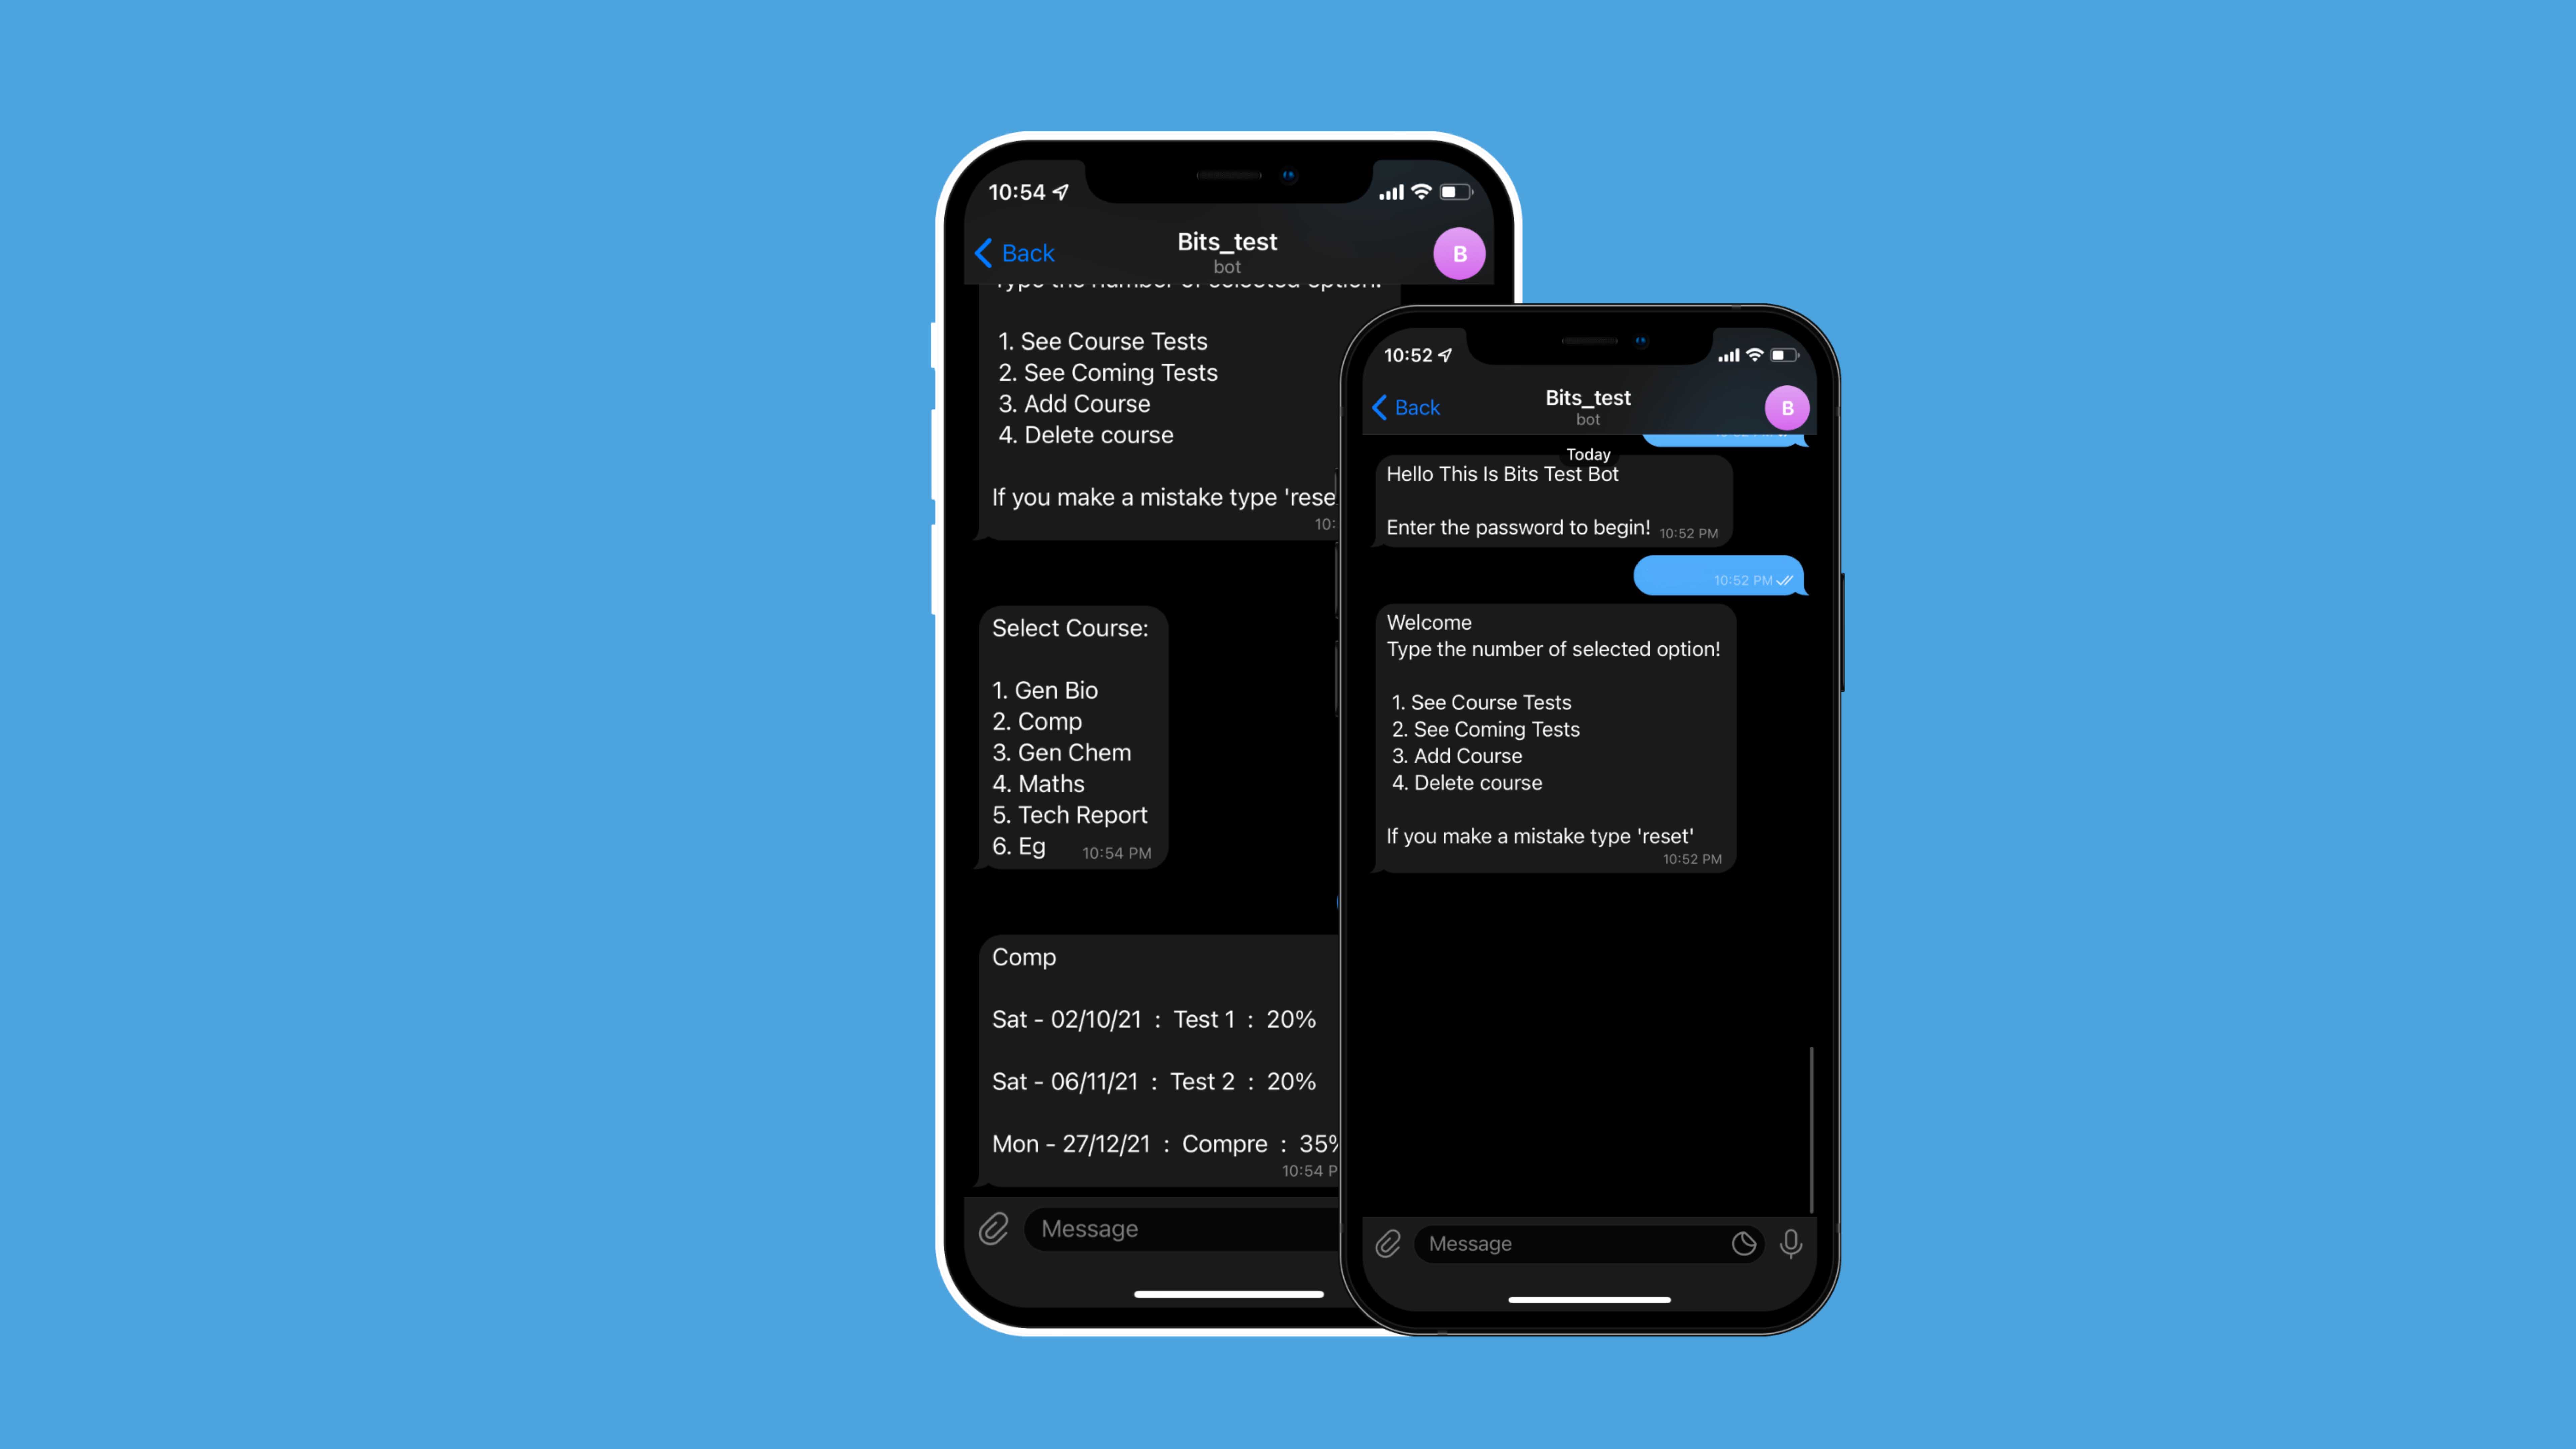 10:54
Back
Bits_test
bot
B
Type the number of selected option!
1. See Course Tests
2. See Coming Tests
3. Add Course
4. Delete course
If you make a mistake type 'rese
10:
Select Course:
1. Gen Bio
2. Comp
3. Gen Chem
4. Maths
5. Tech Report
6. Eg
10:54 PM
Comp
Sat - 02/10/21 : Test 1 : 20%
Sat - 06/11/21 : Test 2 : 20%
Mon - 27/12/21 : Compre : 35%
10:54 P
Message
10:52
Back
Bits_test
bot
B
Today
Hello This Is Bits Test Bot
Enter the password to begin! 10:52 PM
10:52 PM
Welcome
Type the number of selected option!
1. See Course Tests
2. See Coming Tests
3. Add Course
4. Delete course
If you make a mistake type 'reset'
10:52 PM
Message